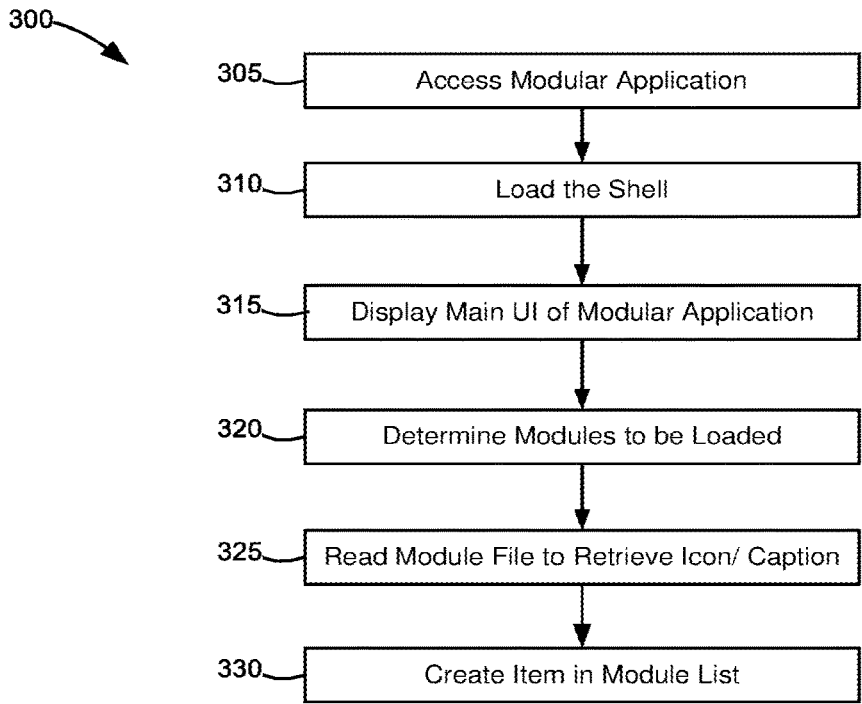 300
305 Access Modular Application
310 Load the Shell
315 Display Main UI of Modular Application
320 Determine Modules to be Loaded
325 Read Module File to Retrieve Icon/ Caption
330 Create Item in Module List